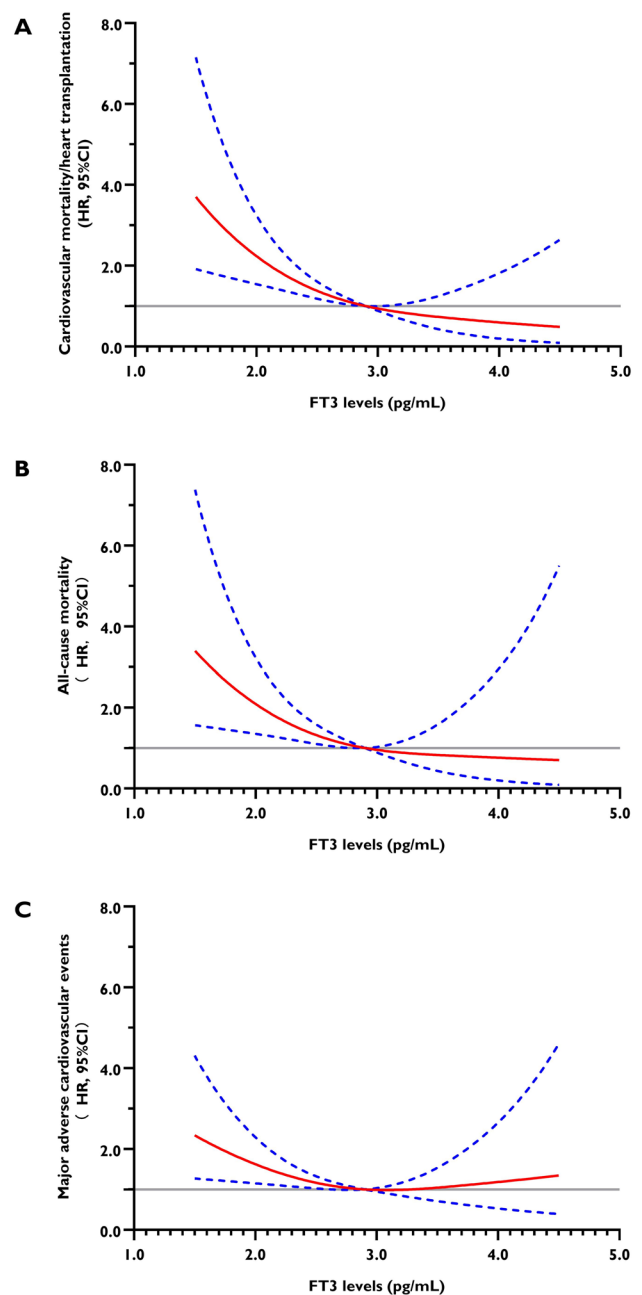 A
Cardiovascular mortality/heart transplantation
(HR, 95%CI)
8.0
6.0
4.0
2.0
0.0
1.0 2.0 3.0 4.0 5.0
FT3 levels (pg/mL)
B
All-cause mortality
( HR, 95%CI)
8.0
6.0
4.0
2.0
0.0
1.0 2.0 3.0 4.0 5.0
FT3 levels (pg/mL)
C
Major adverse cardiovascular events
( HR, 95%CI)
8.0
6.0
4.0
2.0
0.0
1.0 2.0 3.0 4.0 5.0
FT3 levels (pg/mL)